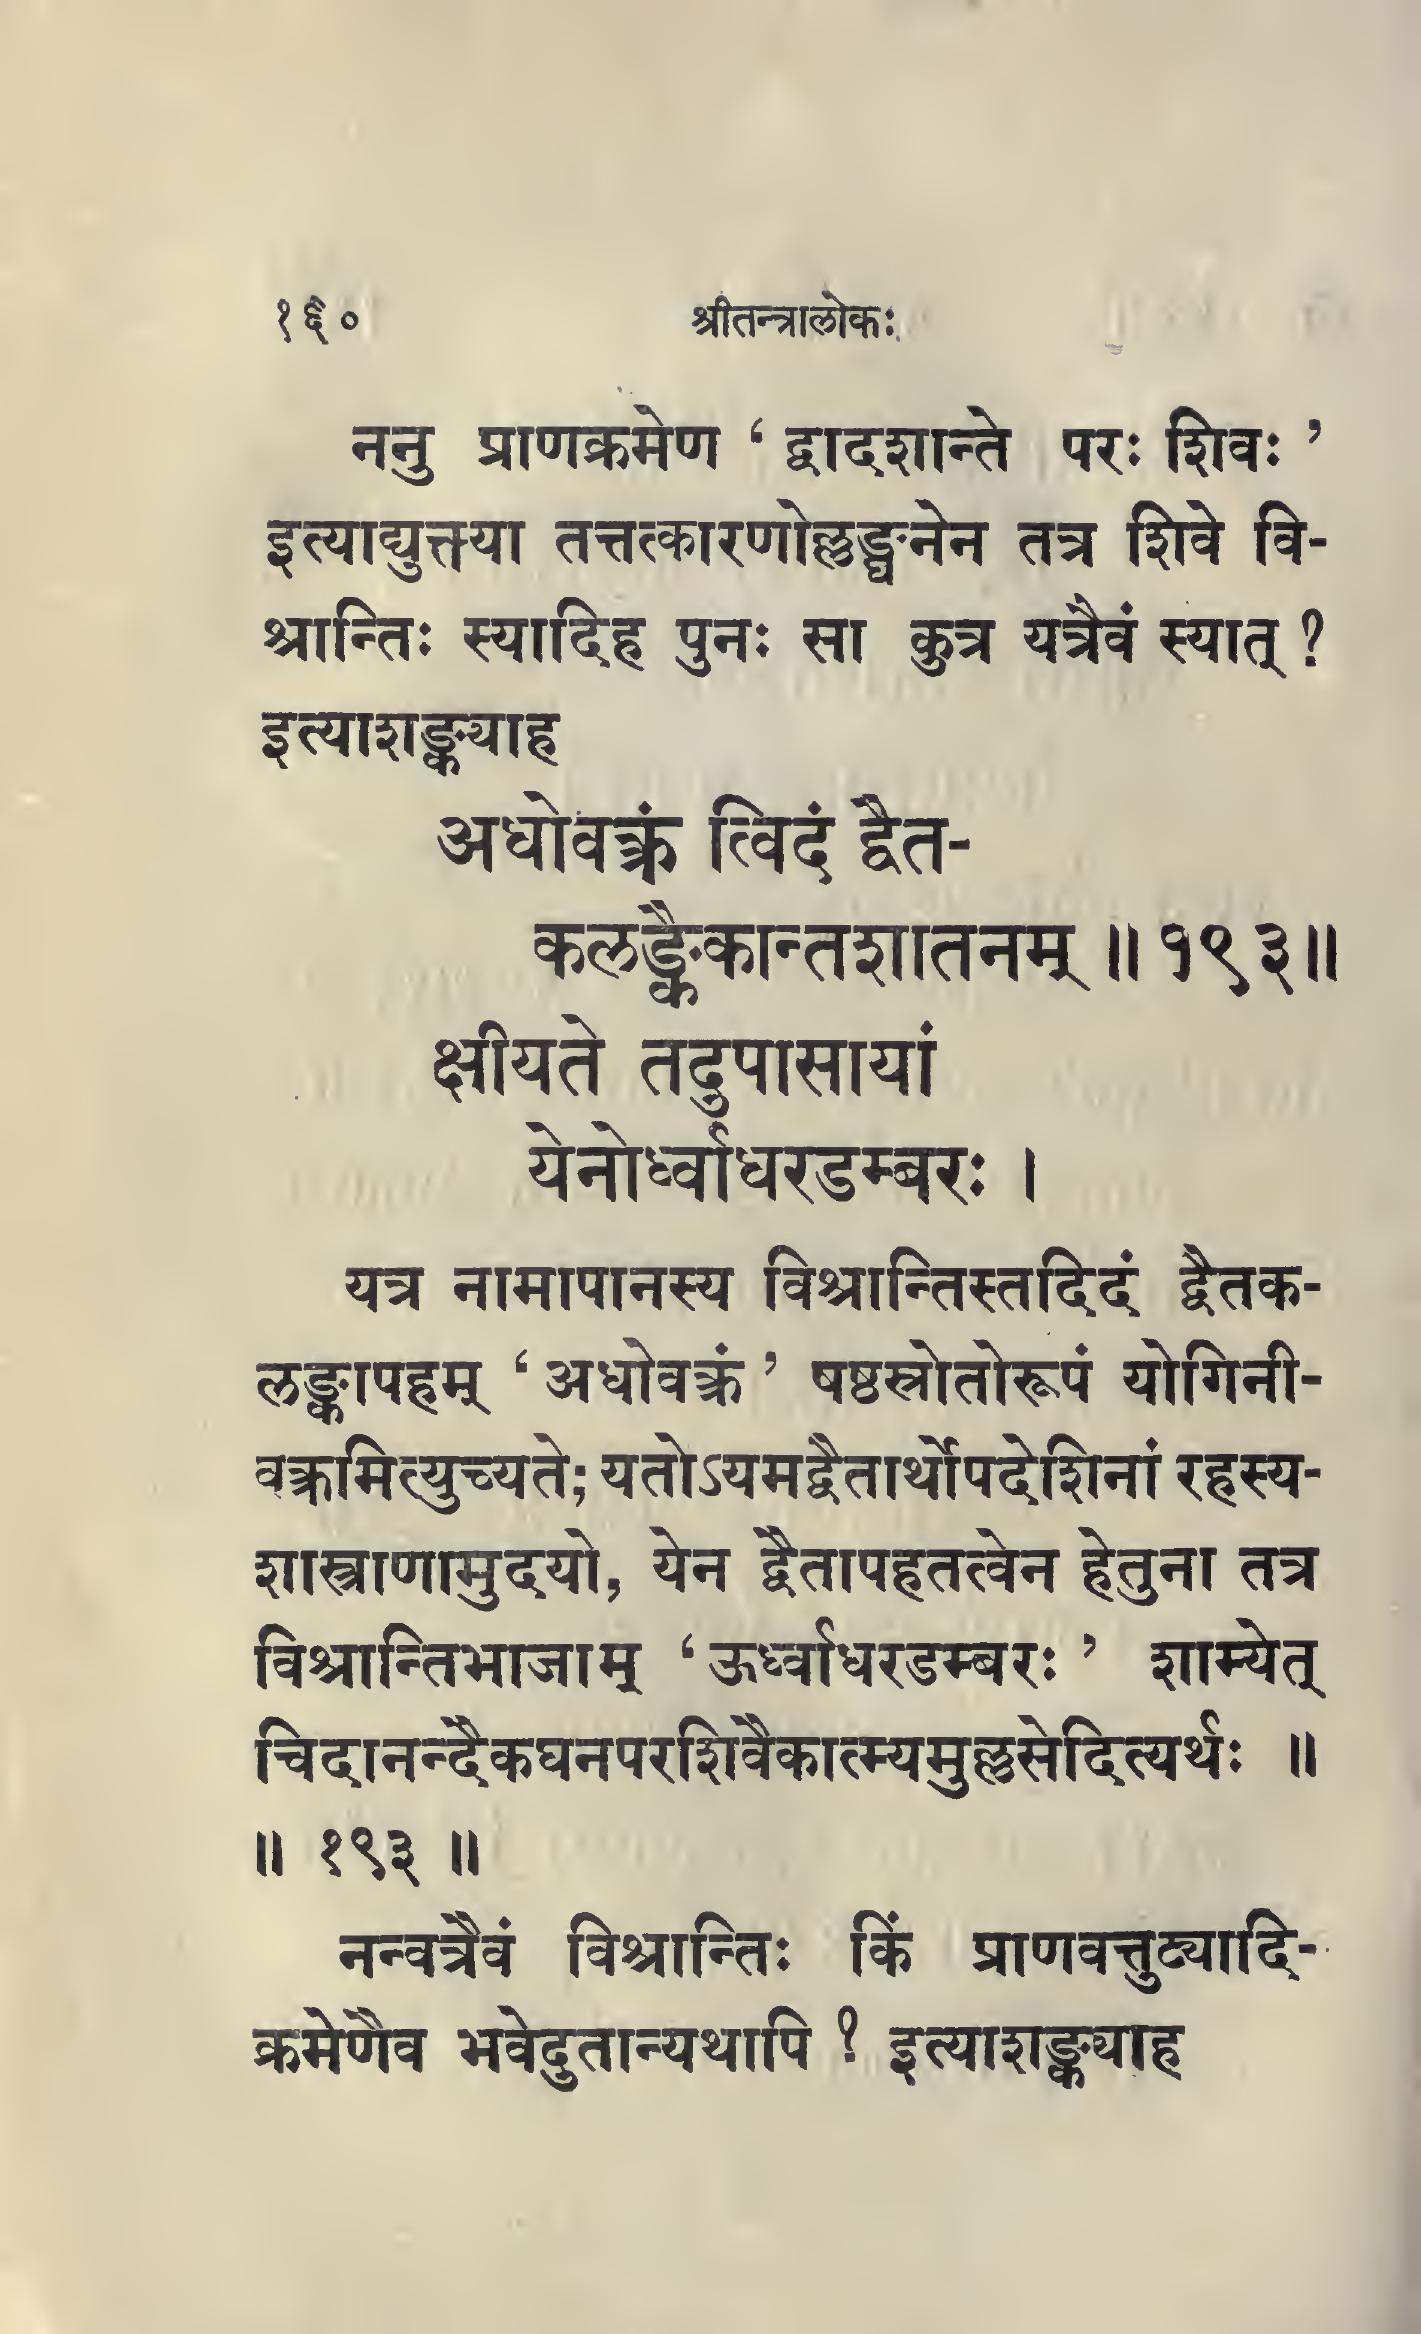 १६० श्रीतन्त्रालोकः
ननु प्राणक्रमेण ‘ द्वादशान्ते परः शिवः ’
इत्याद्युक्त्या तत्तत्कारणोल्लङ्घनेन तत्र शिवे वि-
श्रान्तिः स्यादिह पुनः सा कुत्र यत्रैवं स्यात् ?
इत्याशङ्क्याह
अधोवक्त्रं त्विदं द्वैत-
कलङ्कैकान्तशातनम् ॥ १९३॥
क्षीयते तदुपासायां
येनोर्ध्वाधरडम्बरः ।
यत्र नामापानस्य विश्रान्तिस्तदिदं द्वैतक-
लङ्कापहम् ‘ अधोवक्त्रं ’ षष्ठस्रोतोरूपं योगिनी-
वक्त्रमित्युच्यते; यतोऽयमद्वैतार्थोपदेशिनां रहस्य-
शास्त्राणामुदयो, येन द्वैतापहतत्वेन हेतुना तत्र
विश्रान्तिभाजाम् ‘ ऊर्ध्वाधरडम्बरः ’ शाम्येत्
चिदानन्दैकघनपरशिवैकात्म्यमुल्लसेदित्यर्थः ॥
॥ १९३ ॥
नन्वत्रैवं विश्रान्तिः किं प्राणवत्तुट्यादि-
क्रमेणैव भवेदुतान्यथापि ? इत्याशङ्क्याह